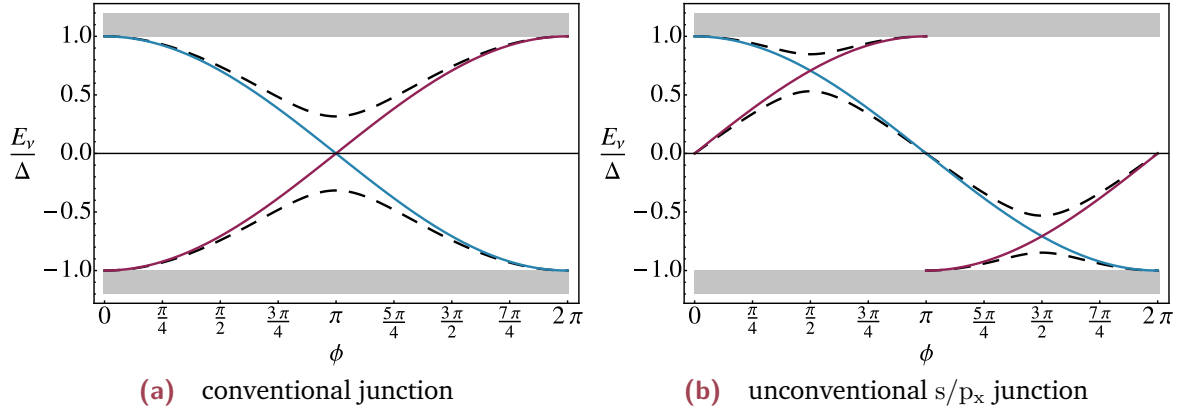 1.0
0.5
0.0
−0.5
−1.0
E_ν
Δ
0
π/4
π/2
3π/4
π
5π/4
3π/2
7π/4
2π
ϕ
(a) conventional junction
1.0
0.5
0.0
−0.5
−1.0
E_ν
Δ
0
π/4
π/2
3π/4
π
5π/4
3π/2
7π/4
2π
ϕ
(b) unconventional s/pₓ junction